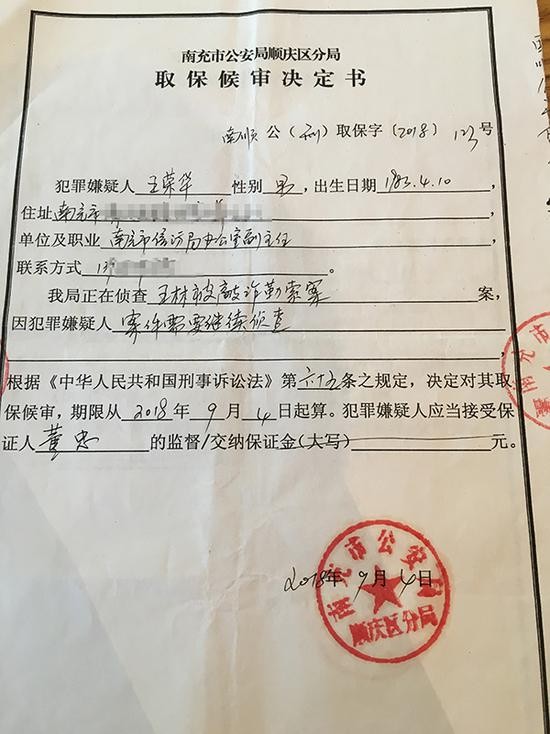 南充市公安局顺庆区分局
取保候审决定书
南顺 公（刑）取保字〔2018〕123号
犯罪嫌疑人 王荣华 性别 男，出生日期 1983.4.10，
住址 南充市
单位及职业 南充市信访局办公室副主任
联系方式 13
我局正在侦查 王林被敲诈勒索案 案，
因犯罪嫌疑人 案件需要继续侦查
，
根据《中华人民共和国刑事诉讼法》第 六十五 条之规定，决定对其取
保候审，期限从 2018 年 9 月 4 日起算。犯罪嫌疑人应当接受保
证人 董忠 的监督/交纳保证金(大写) 元。
南充市公安局
顺庆区分局
2018年 9月 4日